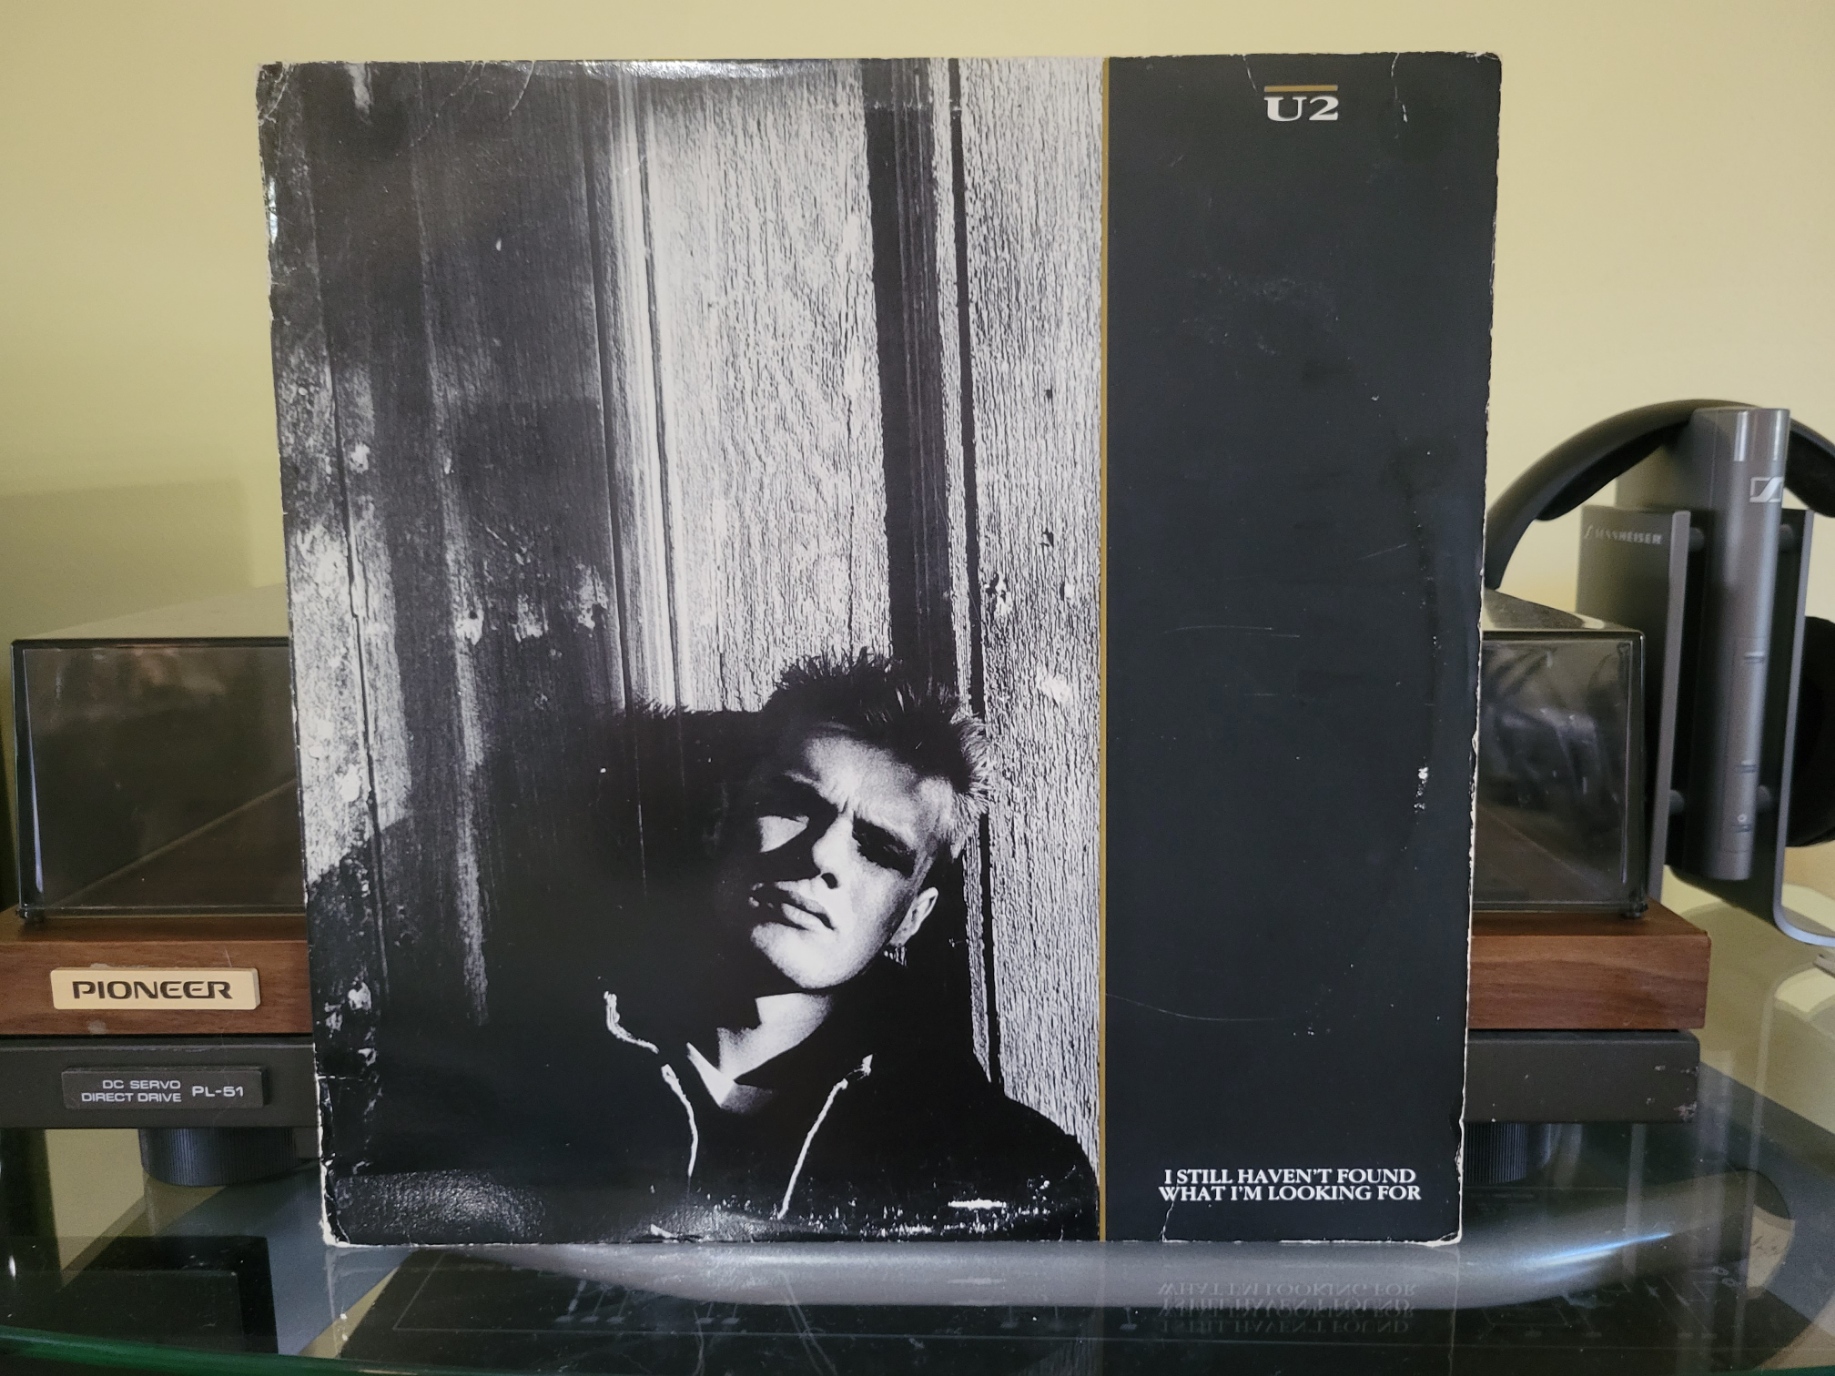 U2
SENNHEISER
PIONEER
DC SERVO
DIRECT DRIVE PL-51
I STILL HAVEN'T FOUND
WHAT I'M LOOKING FOR